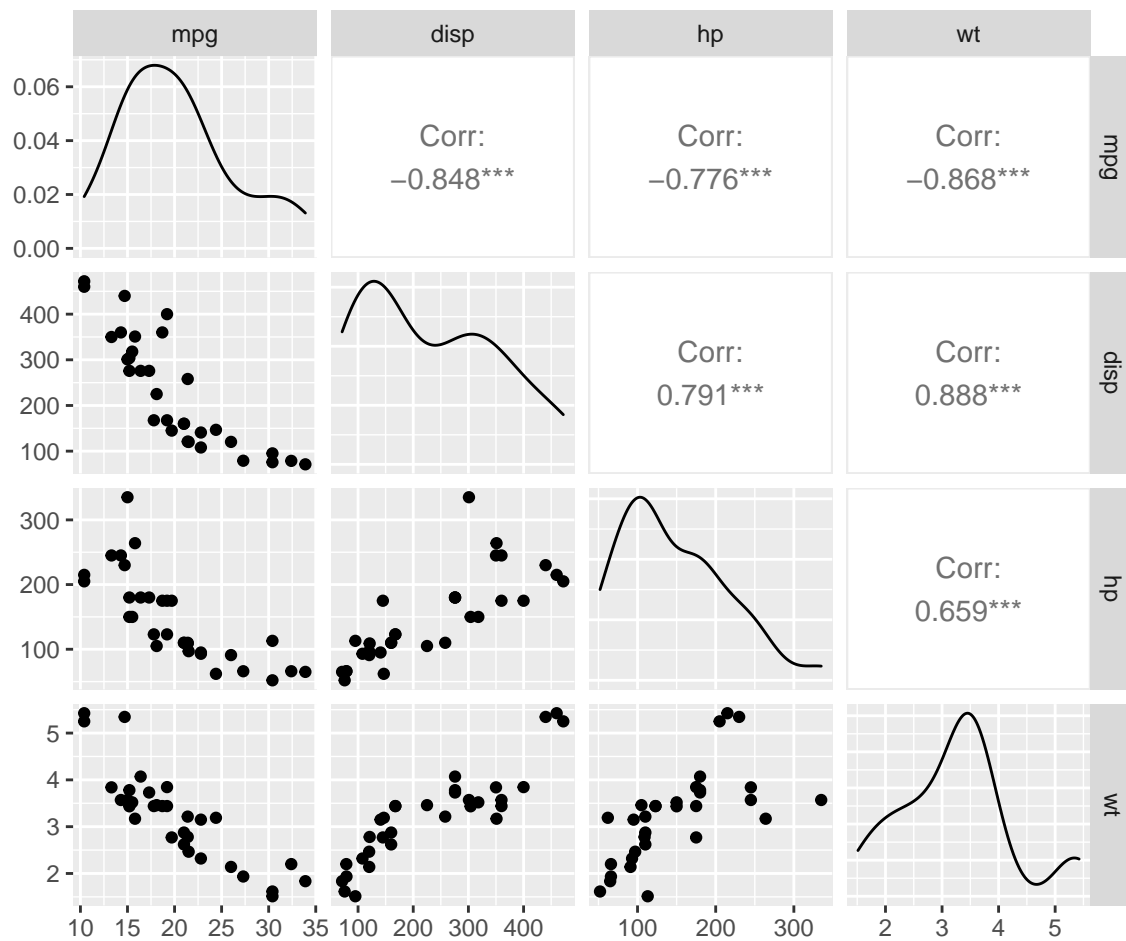 mpg disp hp wt
0.06
0.04
0.02
0.00
Corr:
−0.848***
Corr:
−0.776***
Corr:
−0.868***
mpg
400
300
200
100
Corr:
0.791***
Corr:
0.888***
disp
300
200
100
Corr:
0.659***
hp
5
4
3
2
wt
10 15 20 25 30 35 100 200 300 400 100 200 300 2 3 4 5